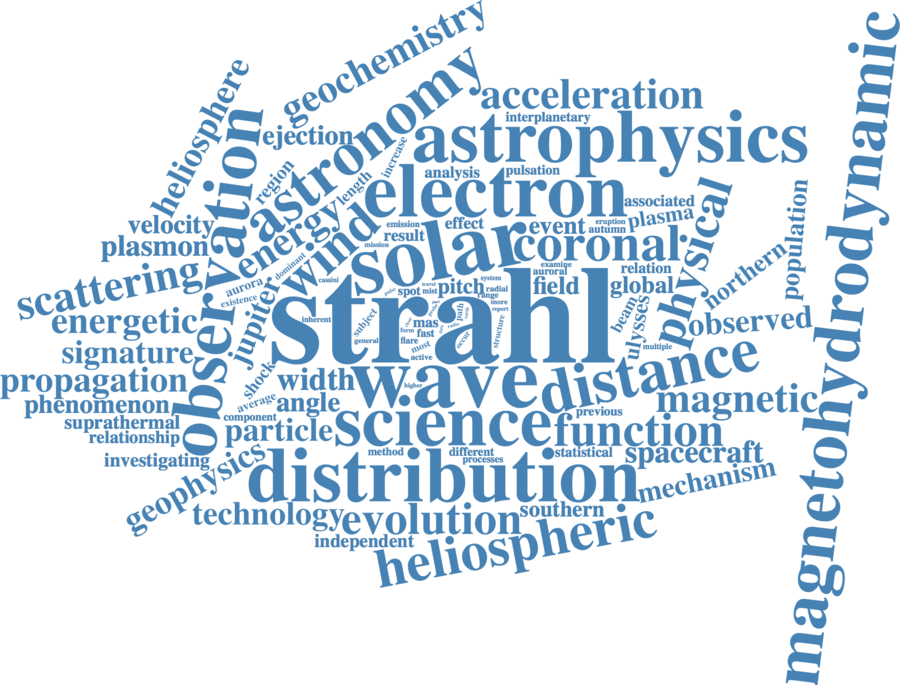 geochemistry
heliosphere
astronomy
acceleration
magnetohydrodynamic
interplanetary
ejection
astrophysics
increase
observation
region
length
analysis
pulsation
electron
associated
physical
population
energy
wind
emission
effect
event
eruption
autumn
plasma
velocity
result
mission
solar
coronal
plasmon
dominant
northern
examine
auroral
relation
scattering
aurora
existence
jupiter
cassini
spot
travel
mist
pitch
system
radial
range
field
global
strahl
more
report
beam
ulysses
energetic
inherent
subject
mas
path
structure
observed
form
fast
general
flare
most
occur
active
multiple
signature
distance
propagation
shock
width
wave
higher
phenomenon
average
angle
magnetic
suprathermal
component
previous
relationship
particle
science
function
investigating
geophysics
method
different
processes
statistical
spacecraft
distribution
mechanism
technology
evolution
southern
independent
heliospheric